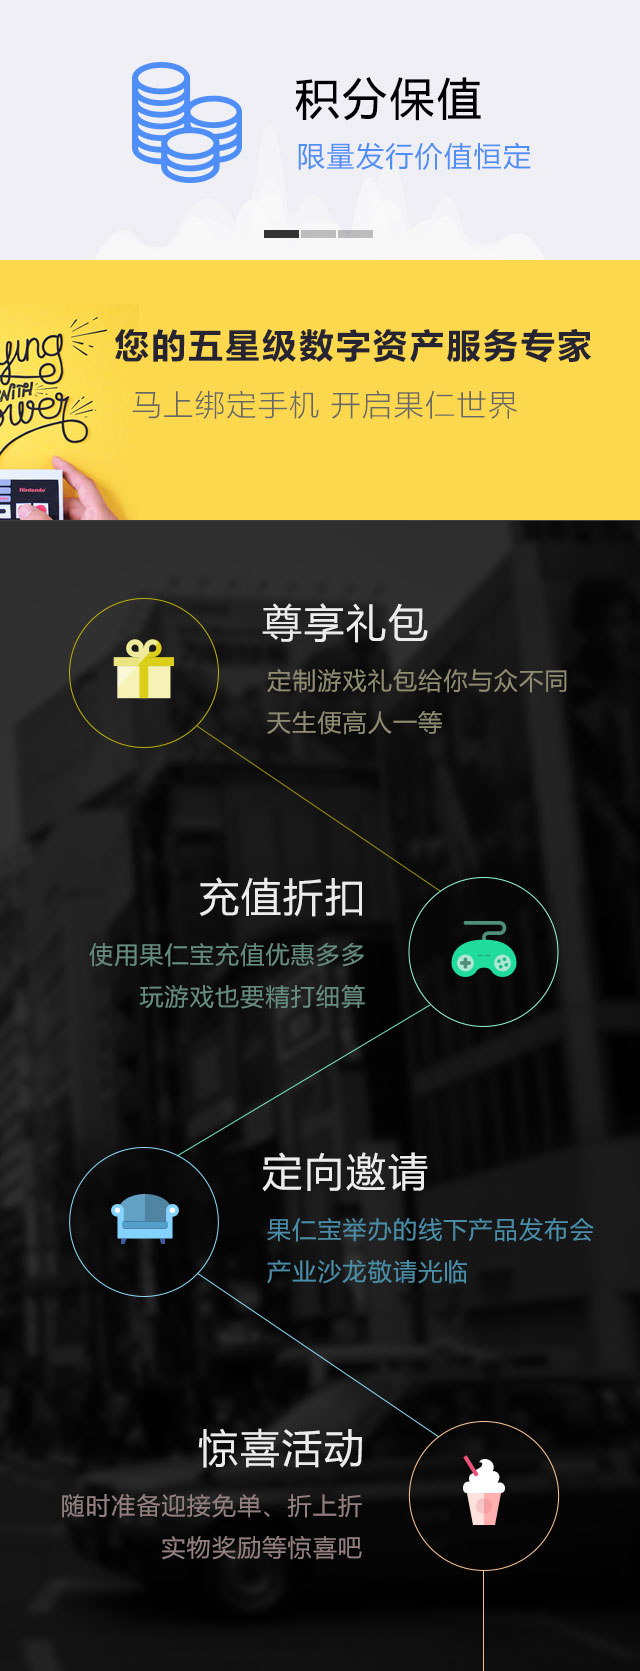 积分保值
限量发行价值恒定
您的五星级数字资产服务专家
ying
with
ower
马上绑定手机 开启果仁世界
Nintendo
尊享礼包
定制游戏礼包给你与众不同
天生便高人一等
充值折扣
使用果仁宝充值优惠多多
玩游戏也要精打细算
定向邀请
果仁宝举办的线下产品发布会
产业沙龙敬请光临
惊喜活动
随时准备迎接免单、折上折
实物奖励等惊喜吧